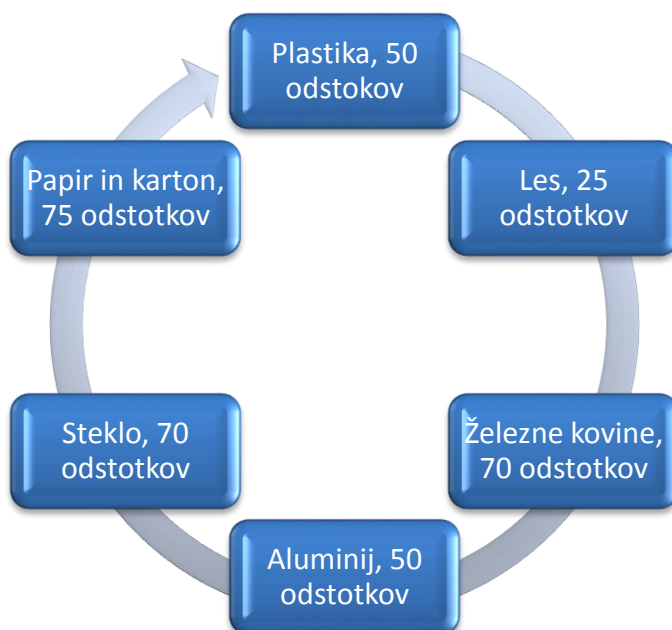 Plastika, 50
odstokov
Les, 25
odstotkov
Železne kovine,
70 odstotkov
Aluminij, 50
odstotkov
Steklo, 70
odstotkov
Papir in karton,
75 odstotkov